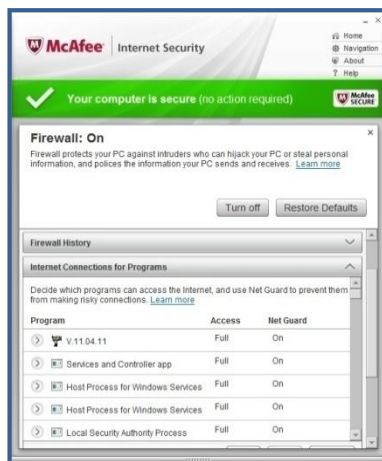 McAfee | Internet Security
Home
Navigation
About
? Help
Your computer is secure (no action required)
McAfee SECURE
Firewall: On
Firewall protects your PC against intruders who can hijack your PC or steal personal
information, and polices the information your PC sends and receives. Learn more
Turn off
Restore Defaults
Firewall History
Internet Connections for Programs
Decide which programs can access the Internet, and use Net Guard to prevent them
from making risky connections. Learn more
Program Access Net Guard
V.11.04.11 Full On
Services and Controller app Full On
Host Process for Windows Services Full On
Host Process for Windows Services Full On
Local Security Authority Process Full On